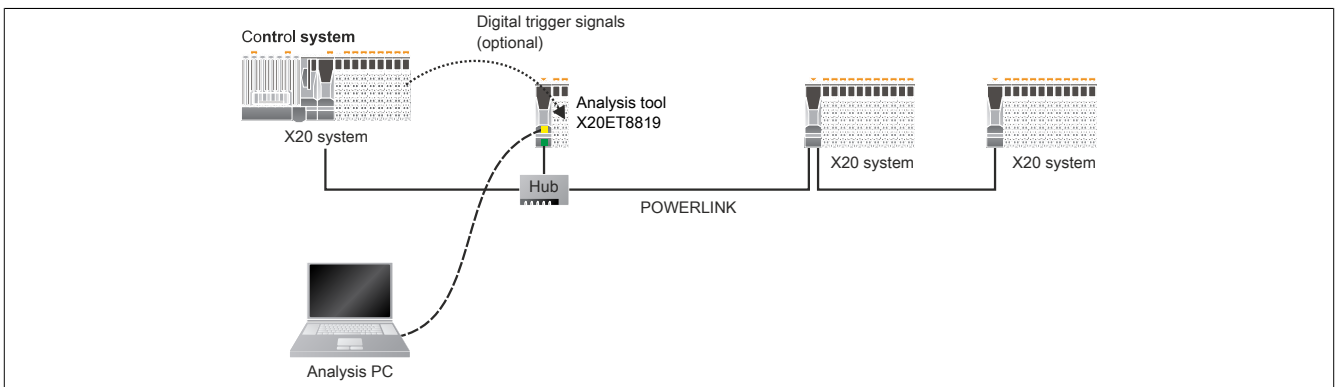 Digital trigger signals
(optional)
Control system
Analysis tool
X20ET8819
X20 system
X20 system
X20 system
Hub
POWERLINK
Analysis PC